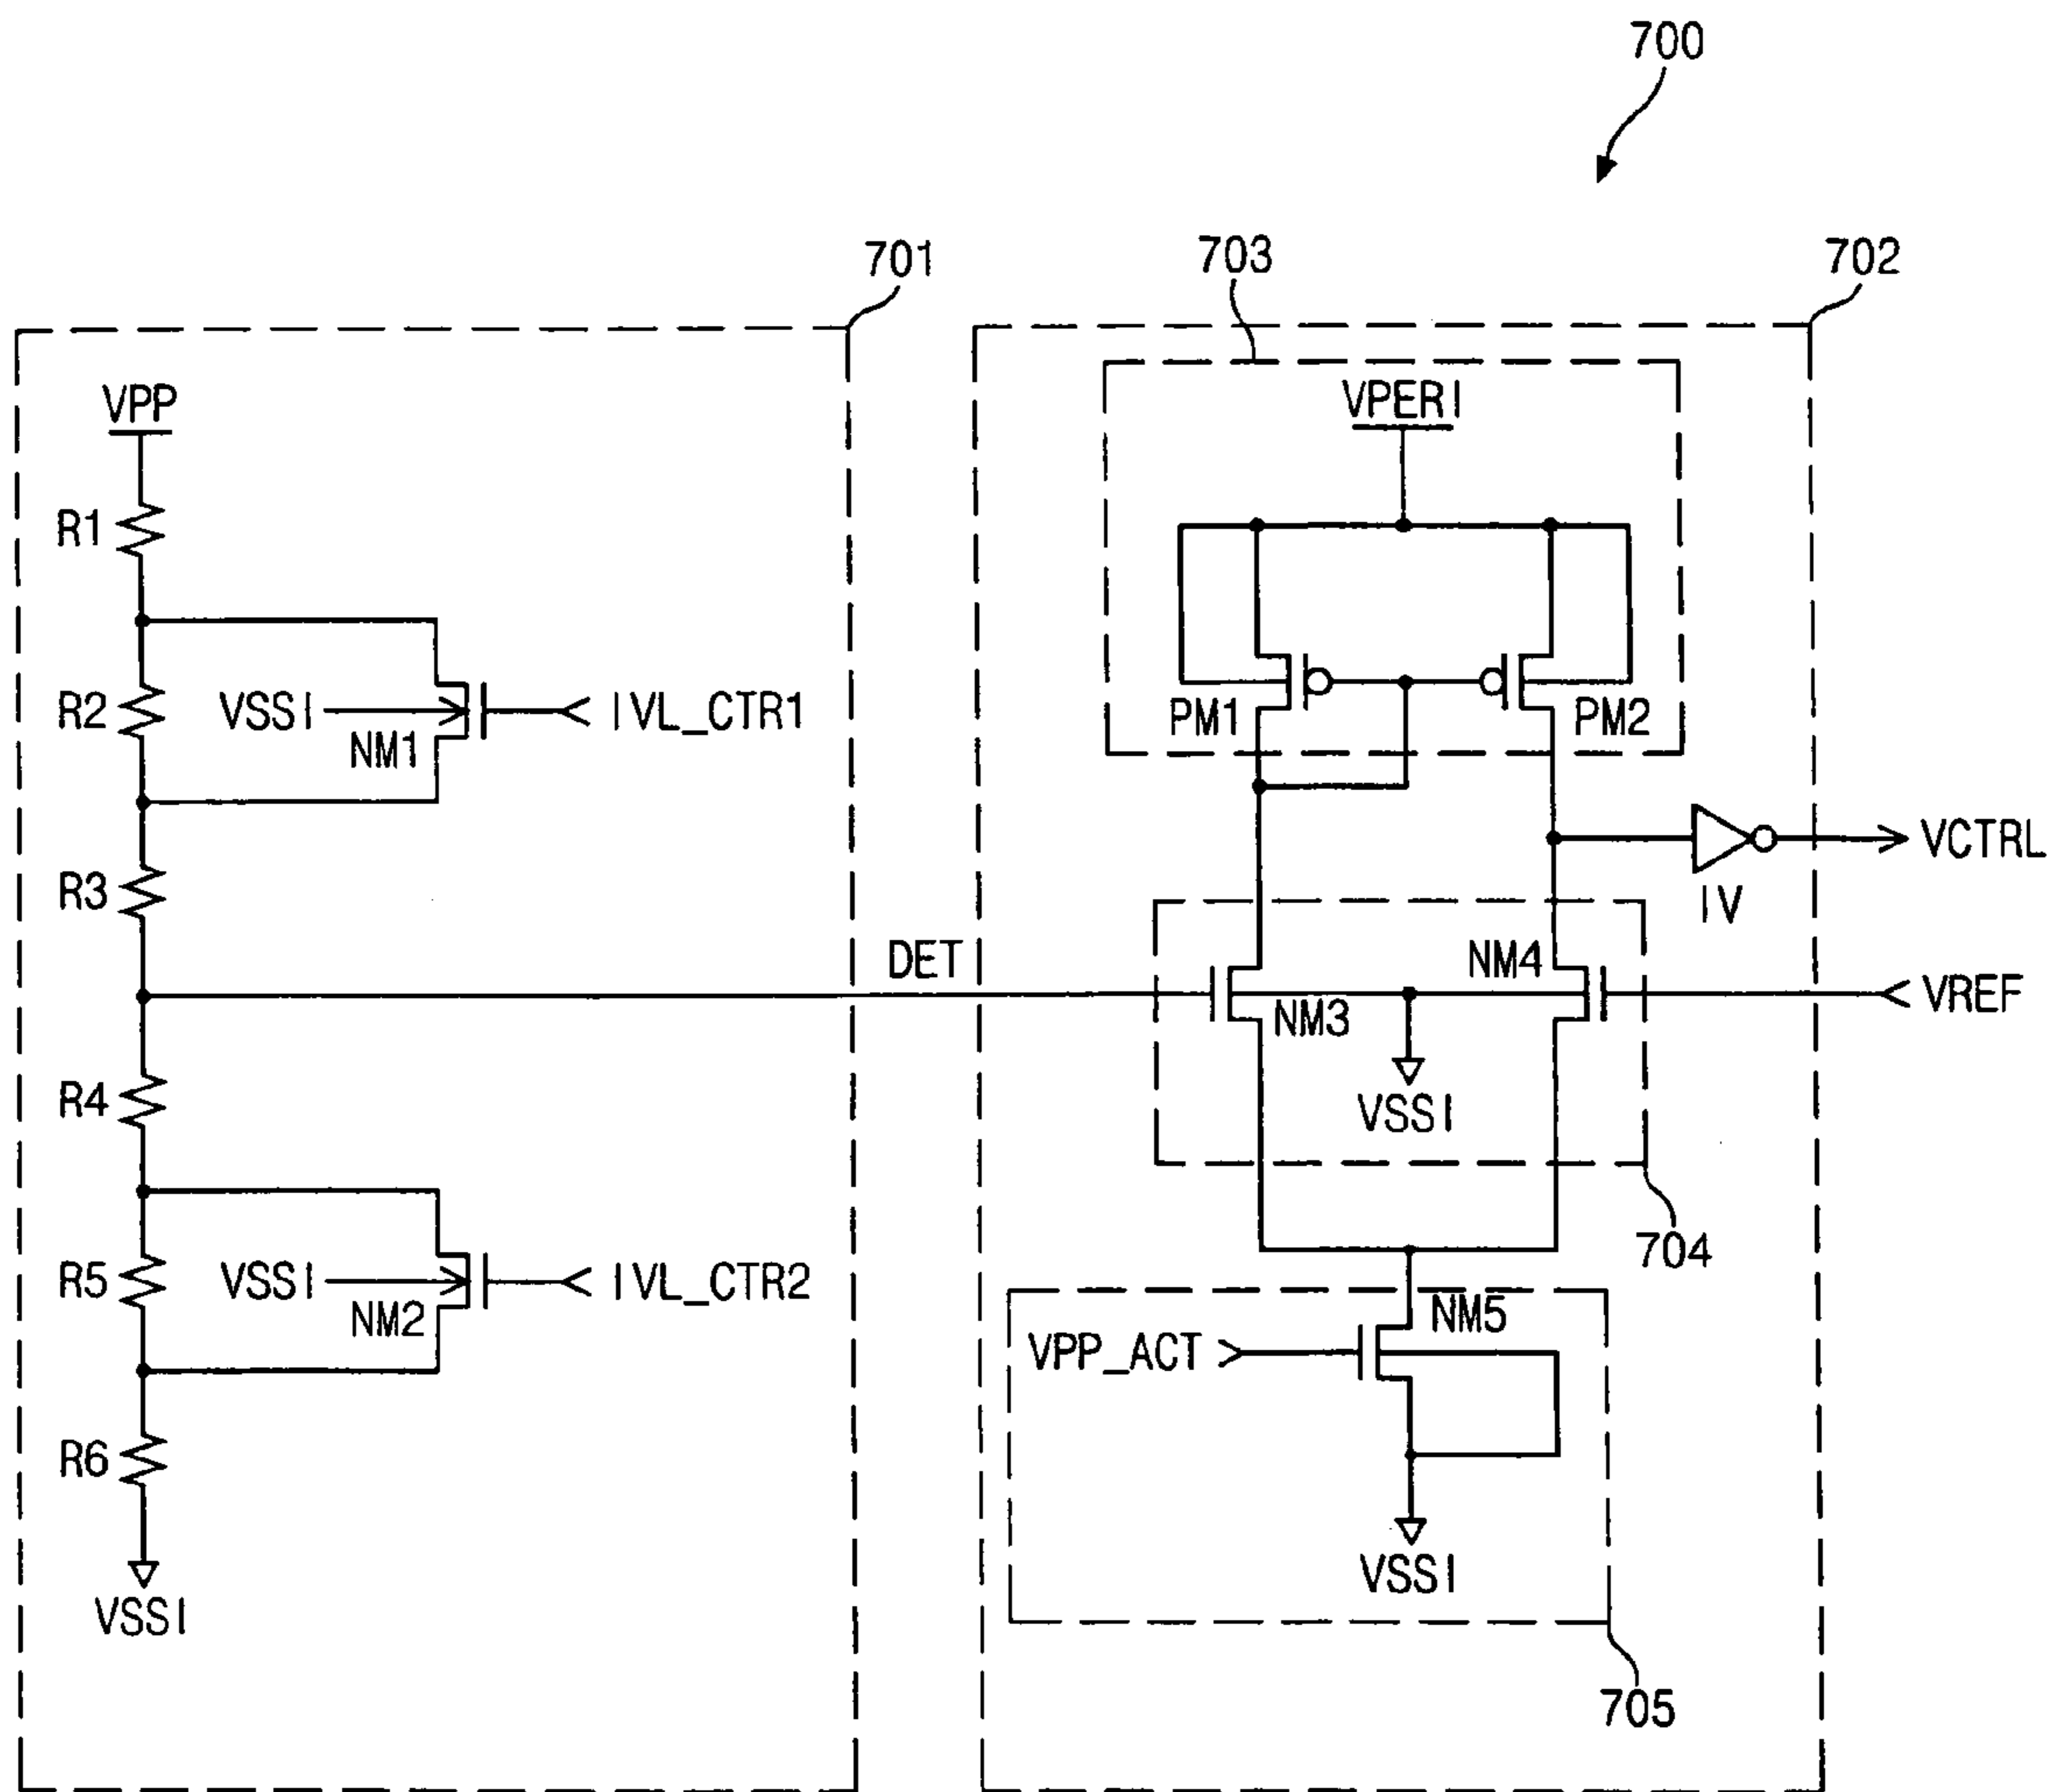 700
701
703
702
VPP
VPERI
R1
R2
VSSI
NM1
IVL_CTR1
PM1
PM2
R3
VCTRL
IV
DET
NM4
NM3
VREF
VSSI
R4
R5
VSSI
NM2
IVL_CTR2
704
NM5
VPP_ACT
R6
VSSI
VSSI
705